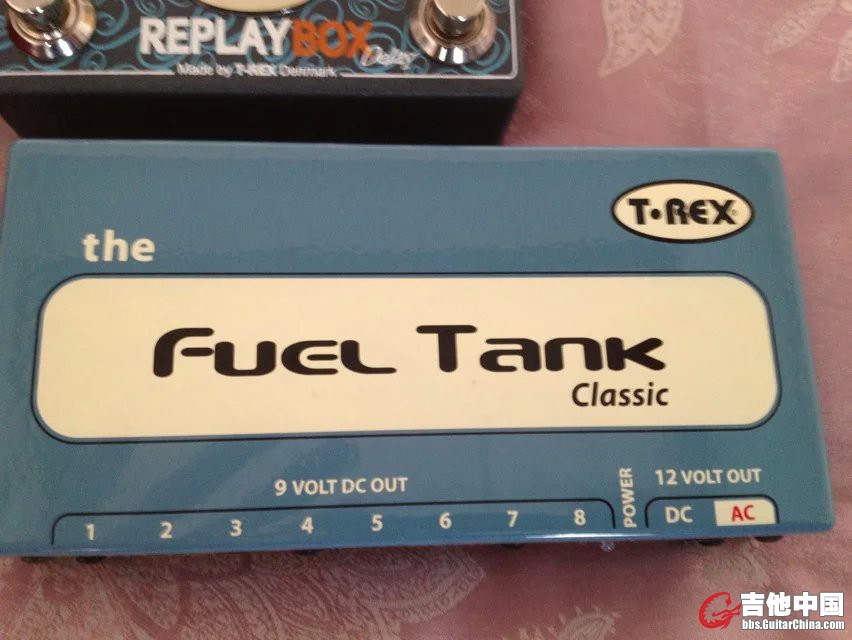 REPLAYBOX
Delay
Made by T-REX Denmark
T•REX
the
FUEL TANK
Classic
9 VOLT DC OUT
POWER
12 VOLT OUT
1 2 3 4 5 6 7 8
DC AC
吉他中国
bbs.GuitarChina.com